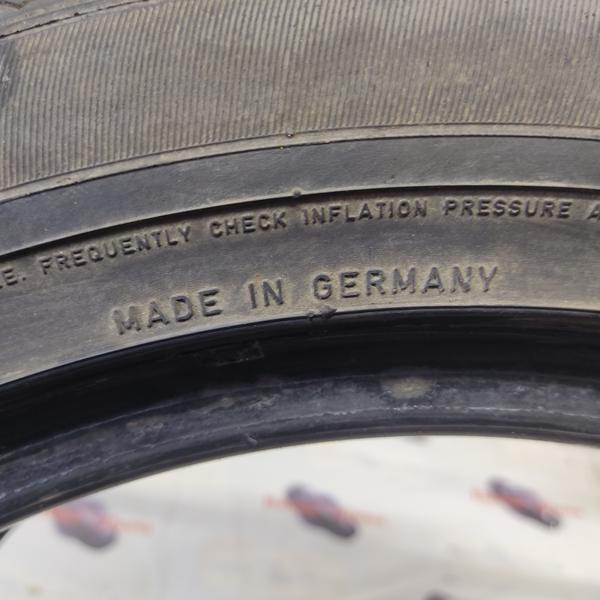 .E. FREQUENTLY CHECK INFLATION PRESSURE A
MADE IN GERMANY